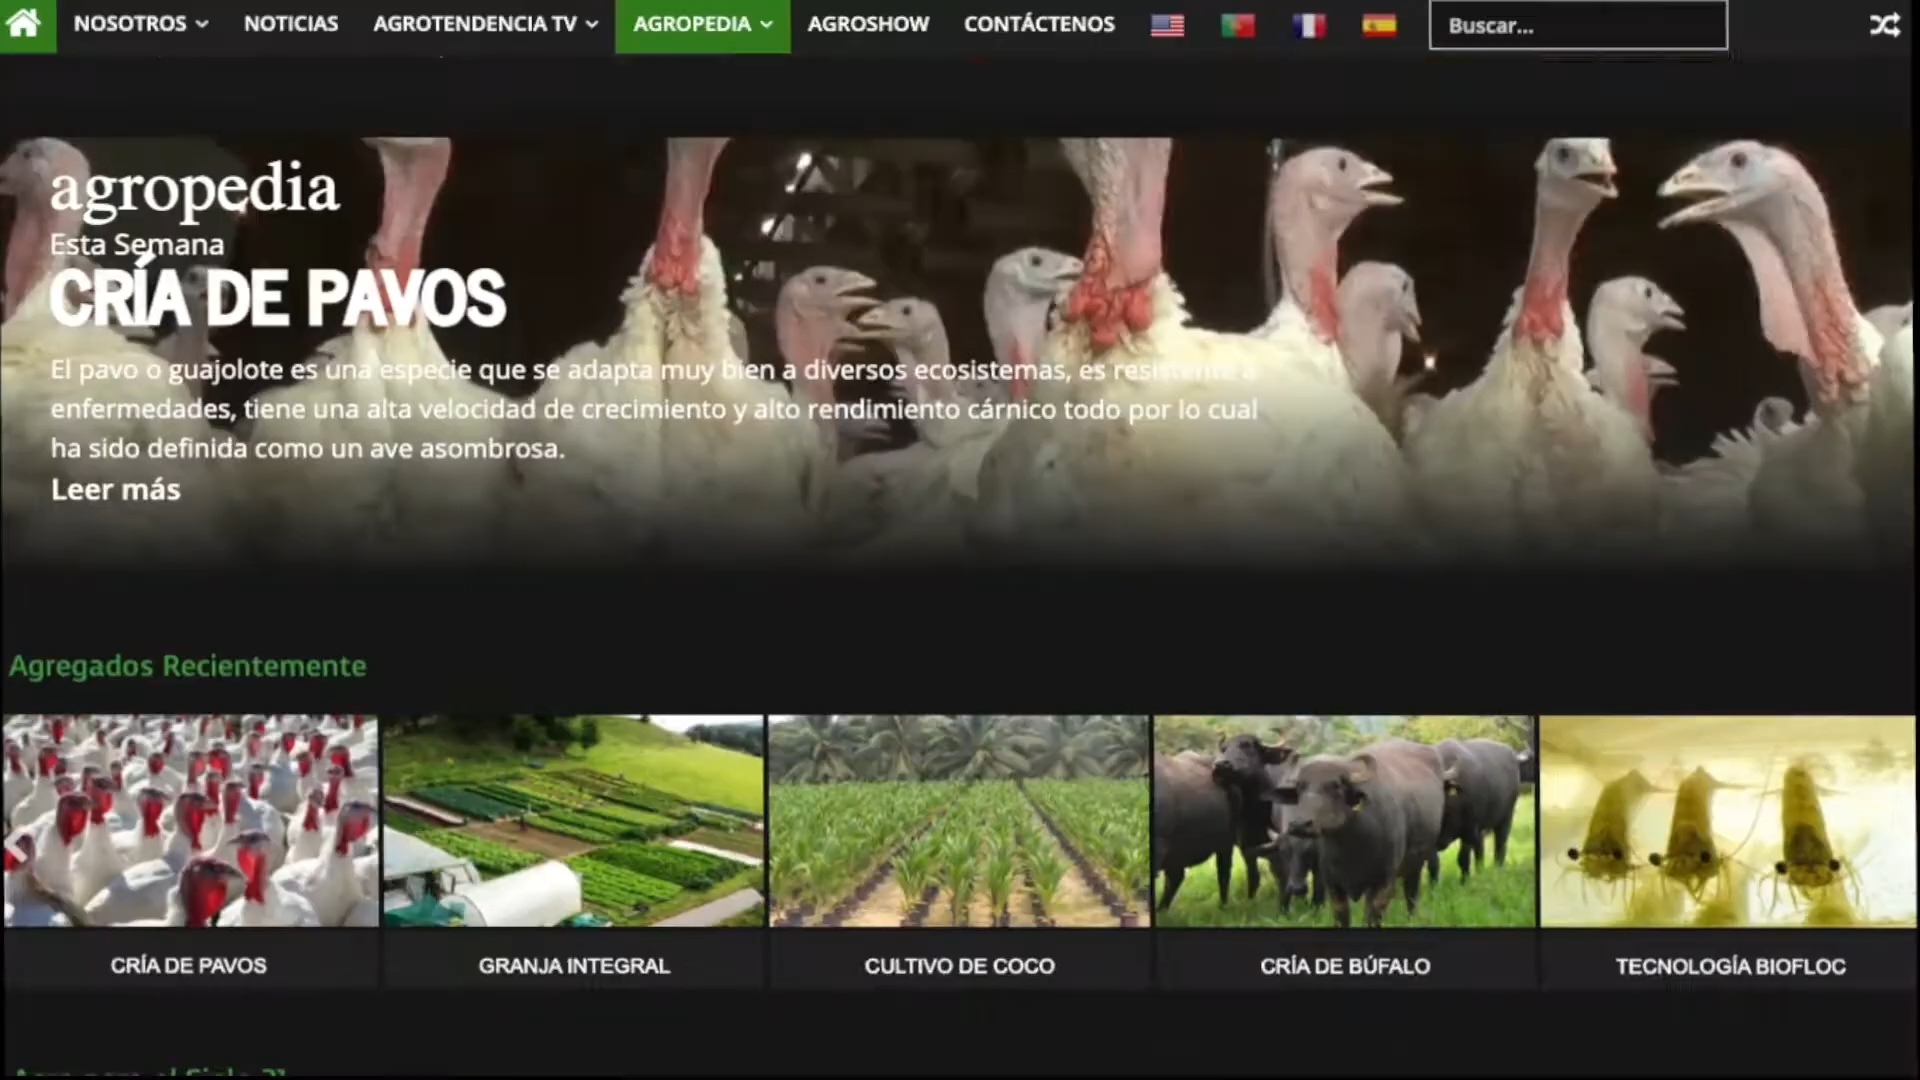 NOSOTROS NOTICIAS AGROTENDENCIA TV AGROPEDIA AGROSHOW CONTÁCTENOS Buscar...
agropedia
Esta Semana
CRÍA DE PAVOS
El pavo o guajolote es una especie que se adapta muy bien a diversos ecosistemas, es resistente a
enfermedades, tiene una alta velocidad de crecimiento y alto rendimiento cárnico todo por lo cual
ha sido definida como un ave asombrosa.
Leer más
Agregados Recientemente
CRÍA DE PAVOS GRANJA INTEGRAL CULTIVO DE COCO CRÍA DE BÚFALO TECNOLOGÍA BIOFLOC